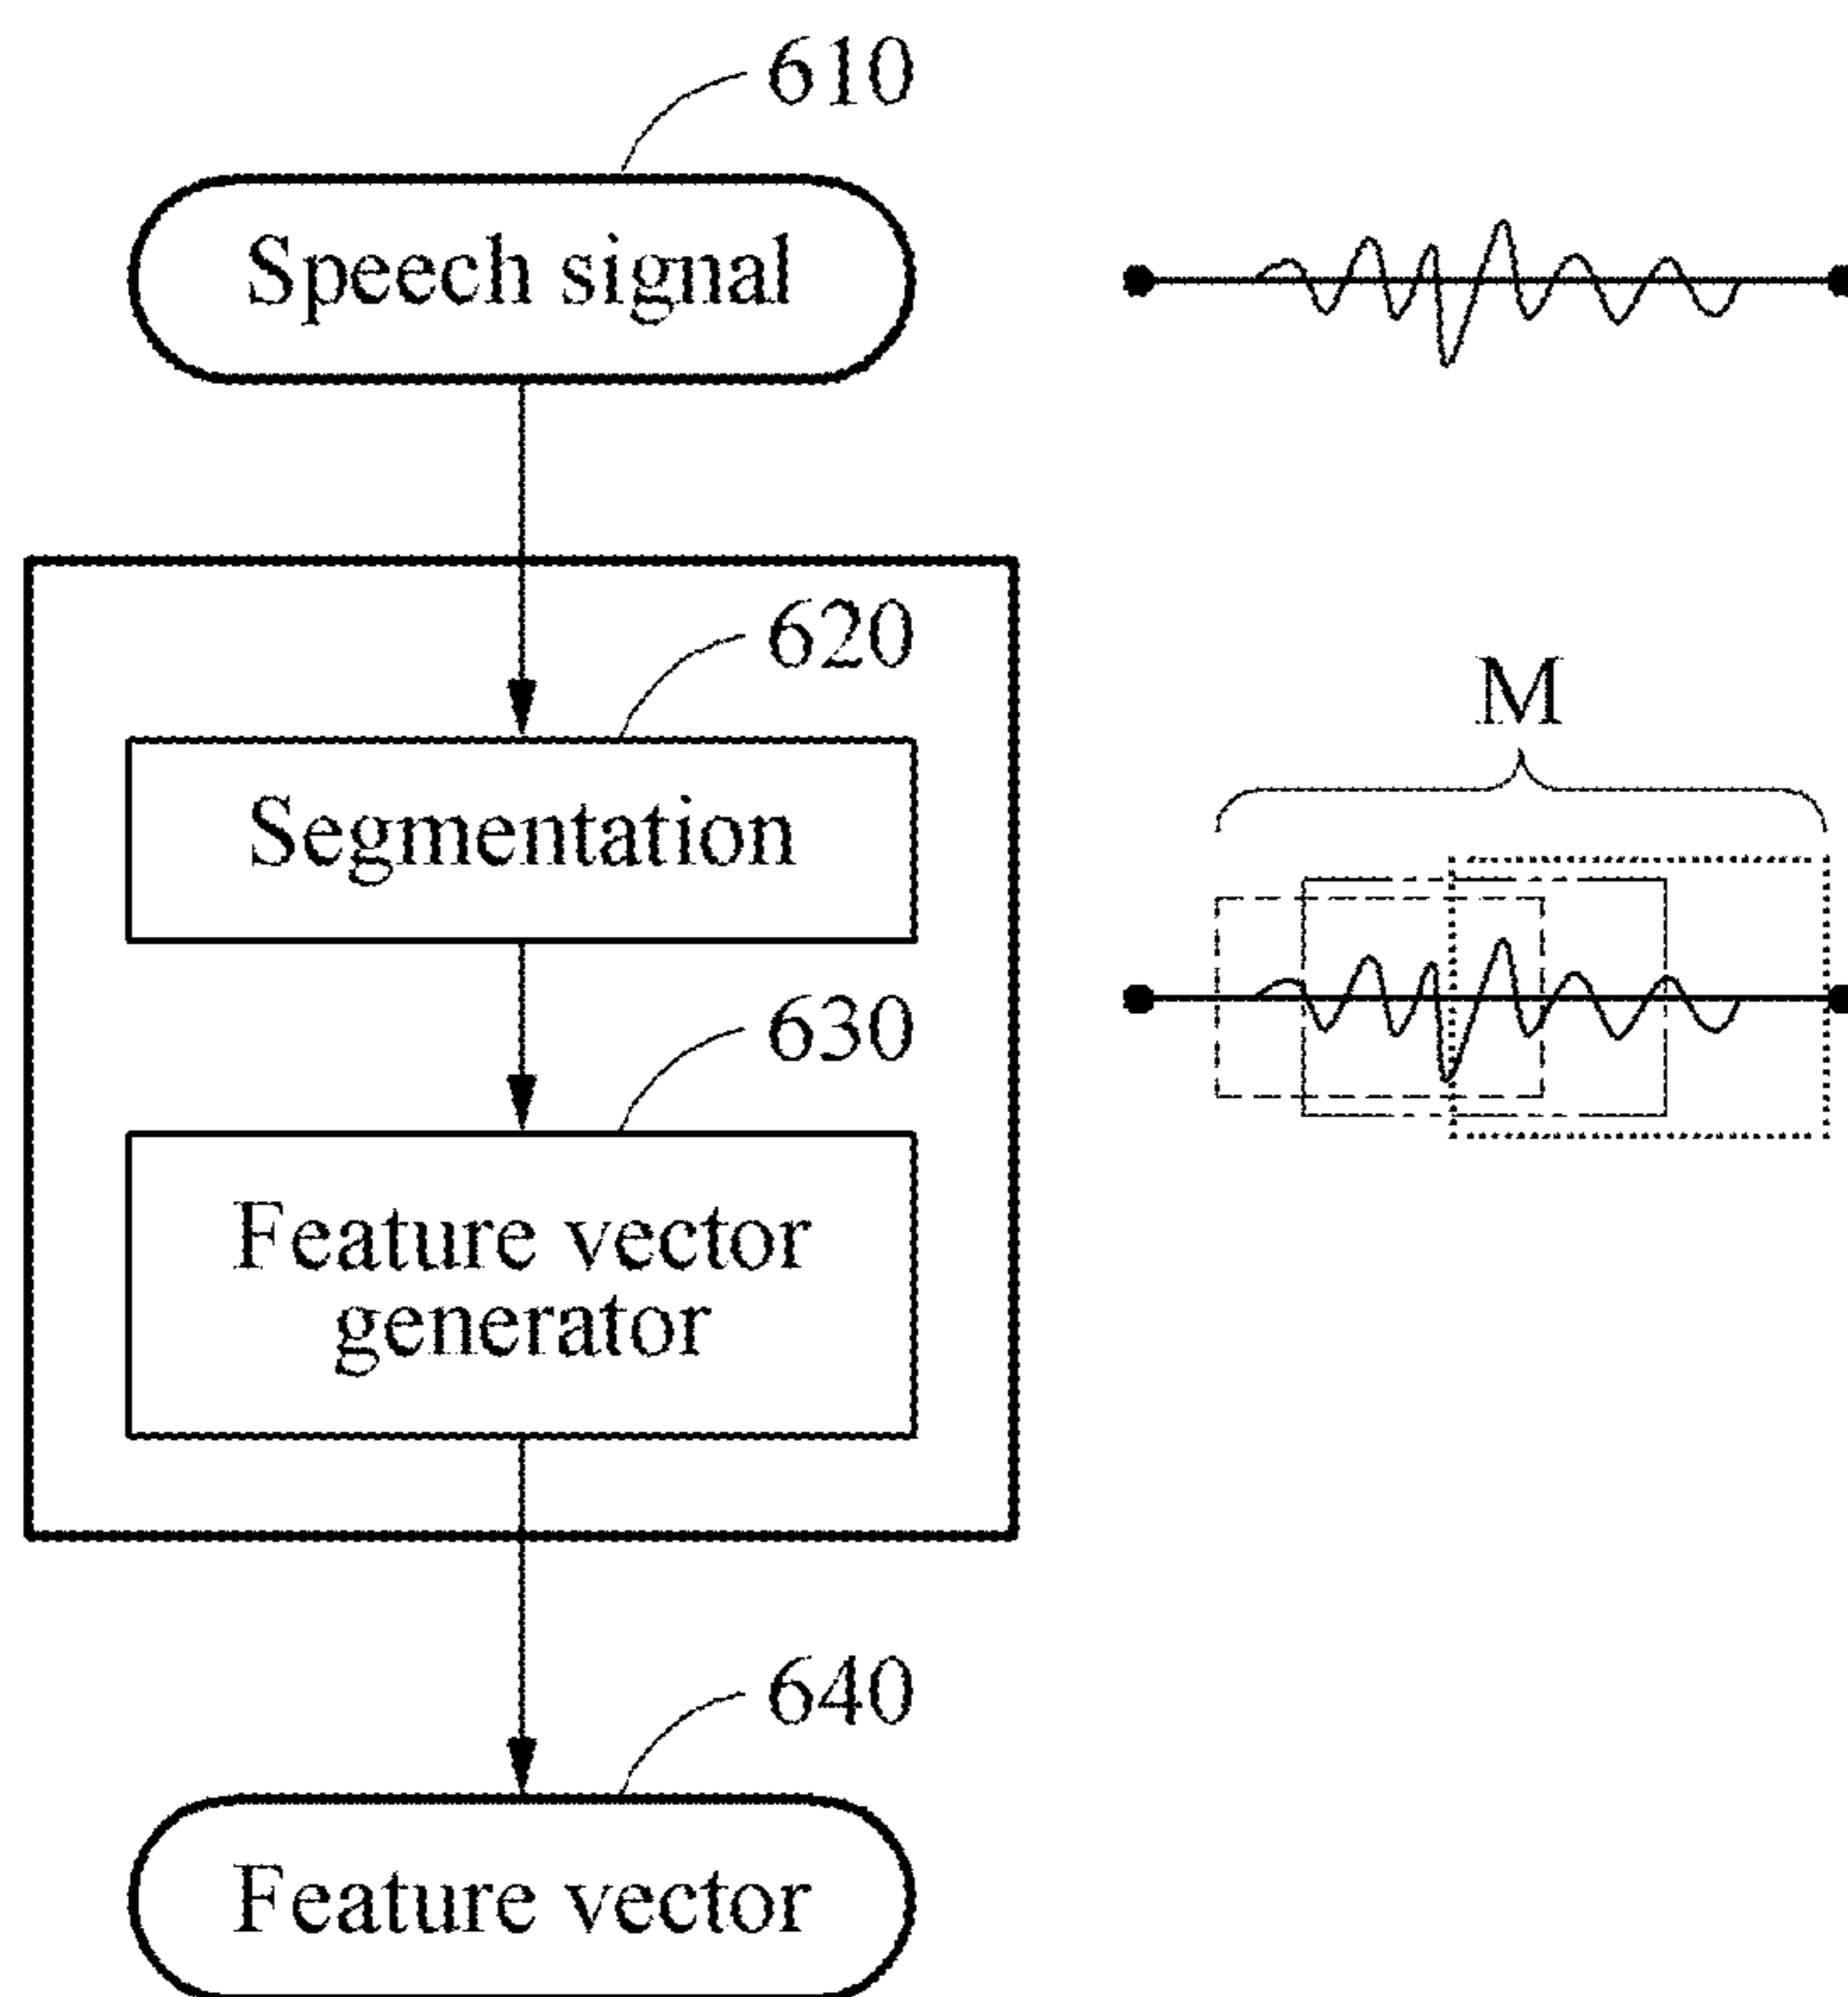 610
Speech signal
620
M
Segmentation
630
Feature vector
generator
640
Feature vector